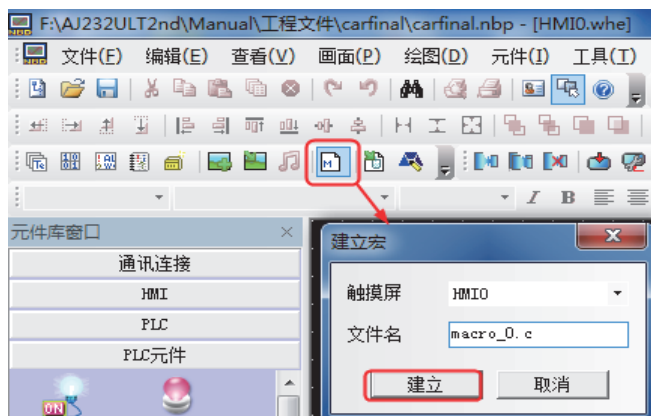 F:\AJ232ULT2nd\Manual\工程文件\carfinal\carfinal.nbp - [HMI0.whe]
文件(F) 编辑(E) 查看(V) 画面(P) 绘图(D) 元件(I) 工具(T)
I B
元件库窗口
通讯连接
HMI
PLC
PLC元件
ON
建立宏
触摸屏 HMI0
文件名 macro_0.c
建立 取消